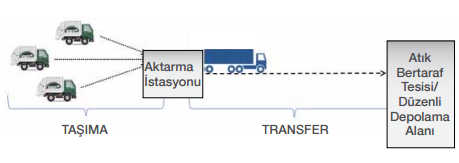 Aktarma
İstasyonu
Atık
Bertaraf
Tesisi/
Düzenli
Depolama
Alanı
TAŞIMA
TRANSFER